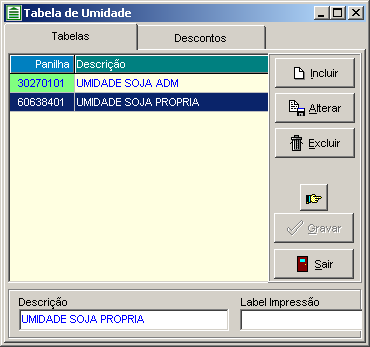 Tabela de Umidade
Tabelas Descontos
Panilha Descrição
30270101 UMIDADE SOJA ADM
60638401 UMIDADE SOJA PROPRIA
Incluir
Alterar
Excluir
Gravar
Sair
Descrição Label Impressão
UMIDADE SOJA PROPRIA